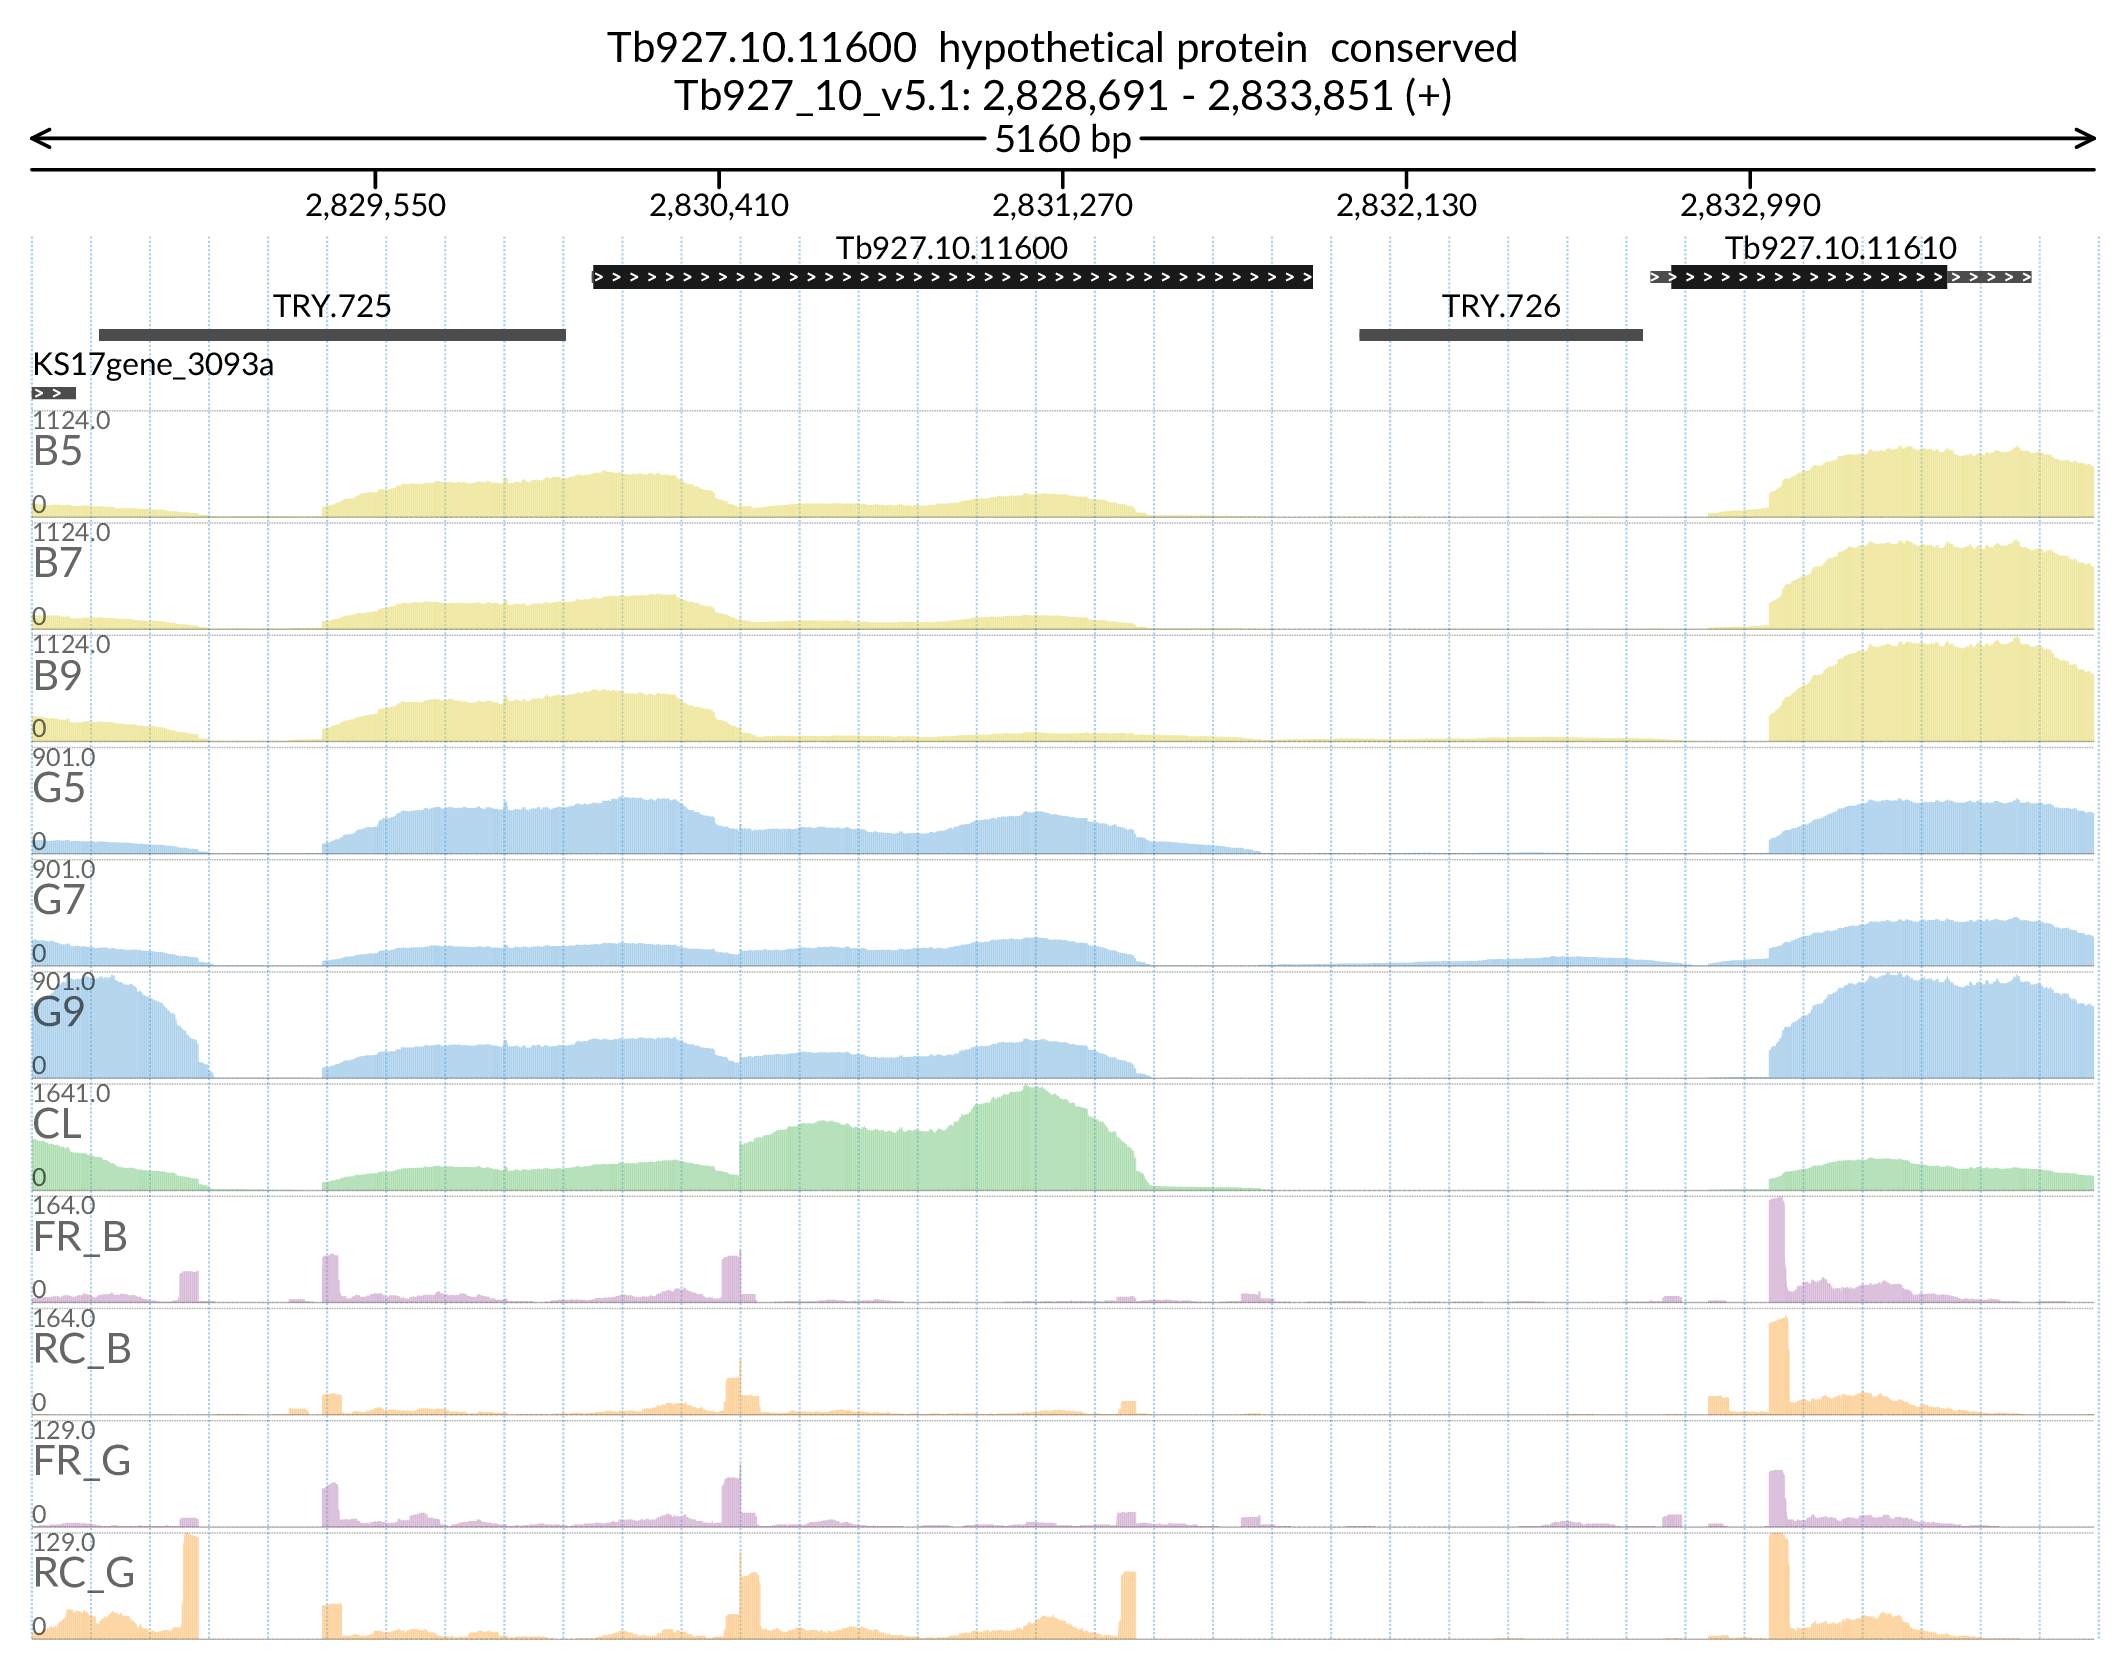 Tb927.10.11600 hypothetical protein conserved
Tb927_10_v5.1: 2,828,691 - 2,833,851 (+)
5160 bp
2,829,550 2,830,410 2,831,270 2,832,130 2,832,990
Tb927.10.11600 Tb927.10.11610
TRY.725 TRY.726
KS17gene_3093a
1124.0
B5
0
1124.0
B7
0
1124.0
B9
0
901.0
G5
0
901.0
G7
0
901.0
G9
0
1641.0
CL
0
164.0
FR_B
0
164.0
RC_B
0
129.0
FR_G
0
129.0
RC_G
0